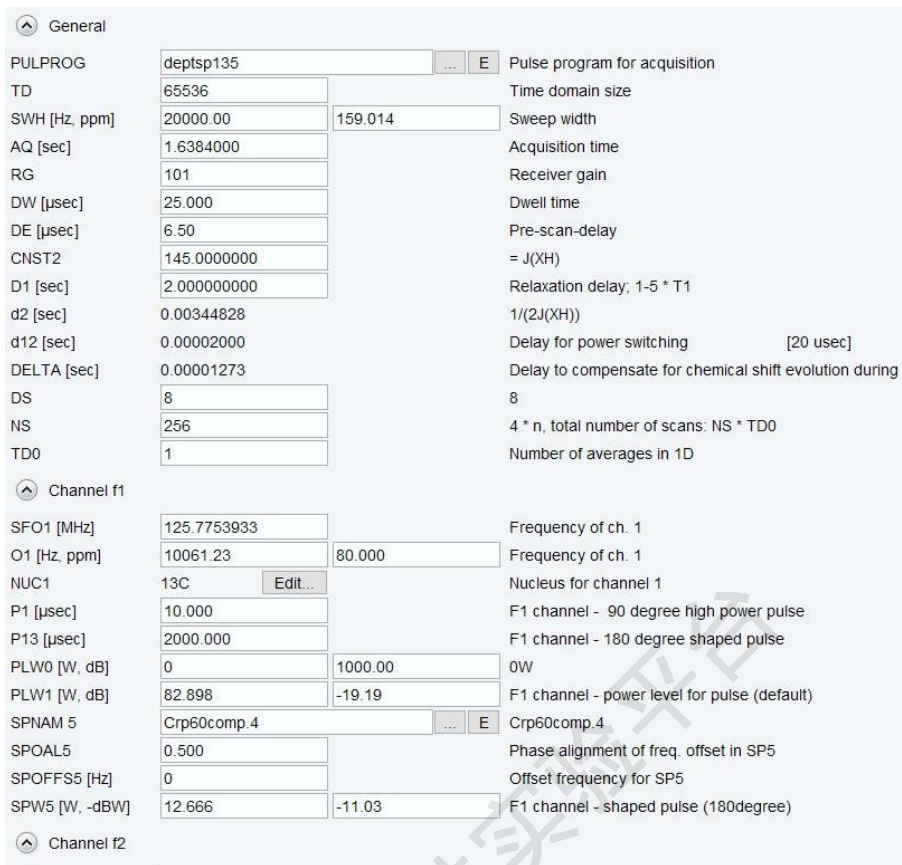 General
PULPROG deptsp135 ... E Pulse program for acquisition
TD 65536 Time domain size
SWH [Hz, ppm] 20000.00 159.014 Sweep width
AQ [sec] 1.6384000 Acquisition time
RG 101 Receiver gain
DW [µsec] 25.000 Dwell time
DE [µsec] 6.50 Pre-scan-delay
CNST2 145.0000000 = J(XH)
D1 [sec] 2.000000000 Relaxation delay; 1-5 * T1
d2 [sec] 0.00344828 1/(2J(XH))
d12 [sec] 0.00002000 Delay for power switching [20 usec]
DELTA [sec] 0.00001273 Delay to compensate for chemical shift evolution during
DS 8 8
NS 256 4 * n, total number of scans: NS * TD0
TD0 1 Number of averages in 1D
Channel f1
SFO1 [MHz] 125.7753933 Frequency of ch. 1
O1 [Hz, ppm] 10061.23 80.000 Frequency of ch. 1
NUC1 13C Edit... Nucleus for channel 1
P1 [µsec] 10.000 F1 channel - 90 degree high power pulse
P13 [µsec] 2000.000 F1 channel - 180 degree shaped pulse
PLW0 [W, dB] 0 1000.00 0W
PLW1 [W, dB] 82.898 -19.19 F1 channel - power level for pulse (default)
SPNAM 5 Crp60comp.4 ... E Crp60comp.4
SPOAL5 0.500 Phase alignment of freq. offset in SP5
SPOFFS5 [Hz] 0 Offset frequency for SP5
SPW5 [W, -dBW] 12.666 -11.03 F1 channel - shaped pulse (180degree)
Channel f2
实验平台